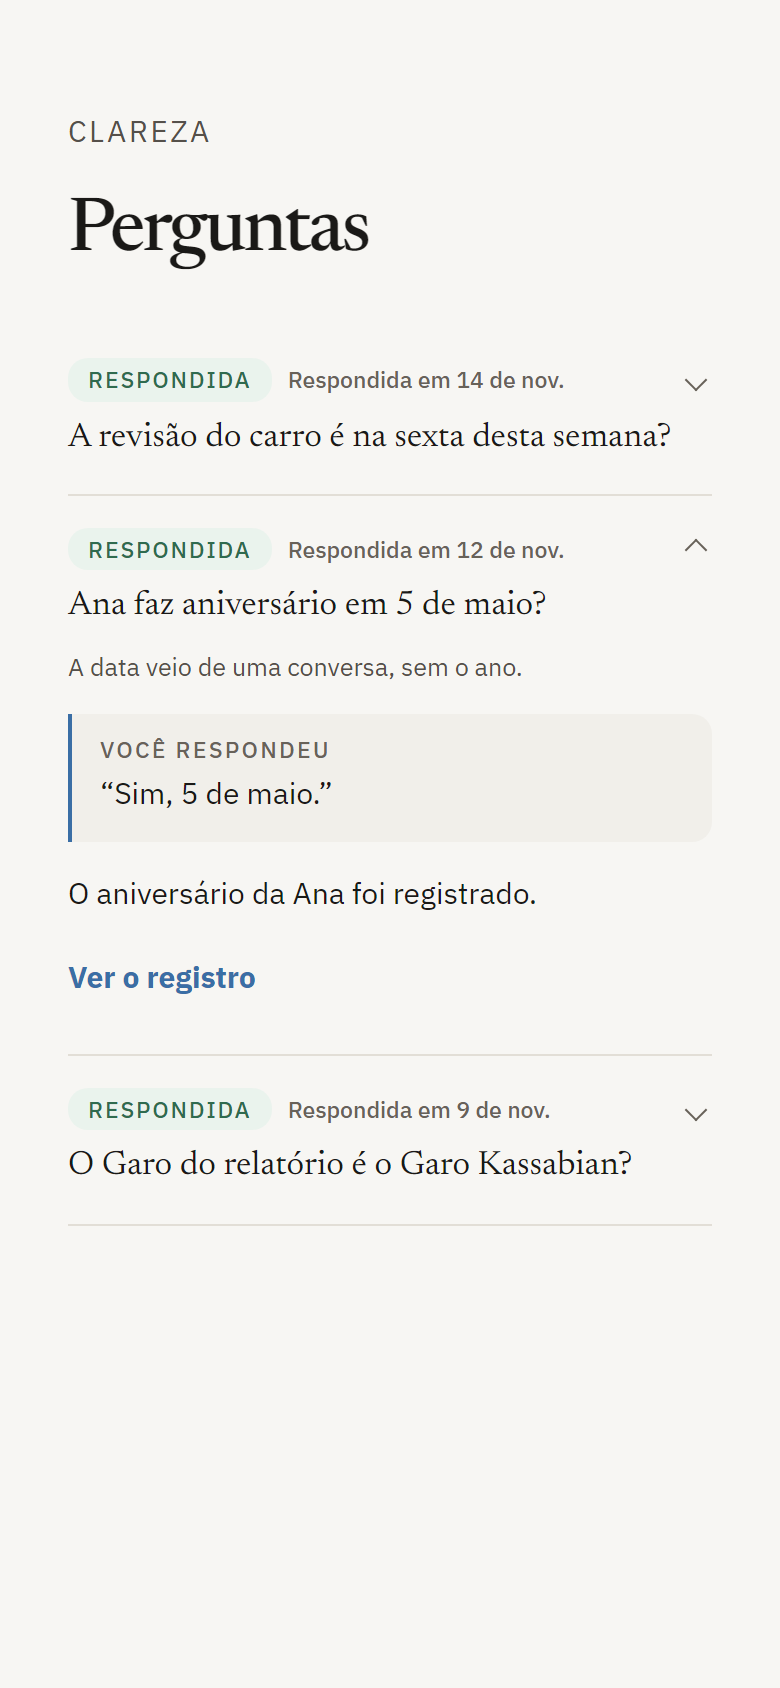 CLAREZA
Perguntas
RESPONDIDA Respondida em 14 de nov.
A revisão do carro é na sexta desta semana?
RESPONDIDA Respondida em 12 de nov.
Ana faz aniversário em 5 de maio?
A data veio de uma conversa, sem o ano.
VOCÊ RESPONDEU
“Sim, 5 de maio.”
O aniversário da Ana foi registrado.
Ver o registro
RESPONDIDA Respondida em 9 de nov.
O Garo do relatório é o Garo Kassabian?